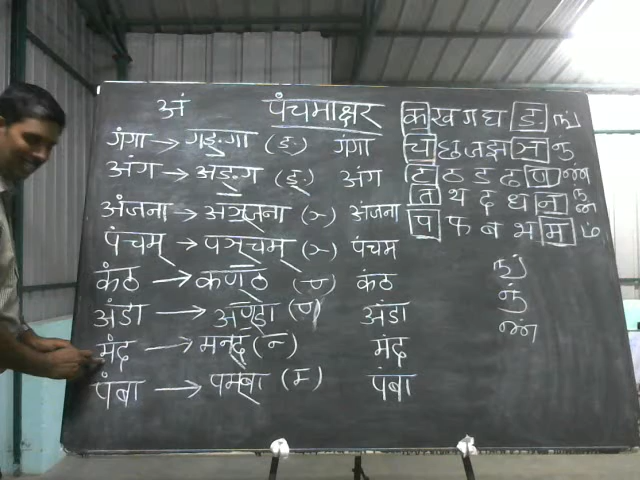 अं पंचमाक्षर
गंगा → गङ्गा (ङ्) गंगा
अंग → अङ्ग (ङ्) अंग
अंजना → अञ्जना (ञ्) अंजना
पंचम् → पञ्चम् (ञ्) पंचम
कंठ → कण्ठ (ण्) कंठ
अंडा → अण्डा (ण्) अंडा
मंद → मन्द (न्) मंद
पंबा → पम्बा (म्) पंबा
क ख ग घ ङ ங்
च छ ज झ ञ ஞ்
ट ठ ड ढ ण ண்
त थ द ध न ந் ன்
प फ ब भ म ம்
ங்
ஞ்
ண்